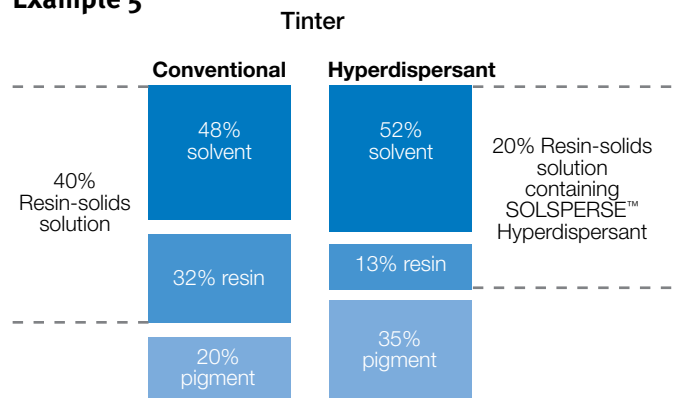 Example 5
Tinter
Conventional
Hyperdispersant
48%
solvent
52%
solvent
40%
Resin-solids
solution
20% Resin-solids
solution
containing
SOLSPERSE™
Hyperdispersant
32% resin
13% resin
20%
pigment
35%
pigment